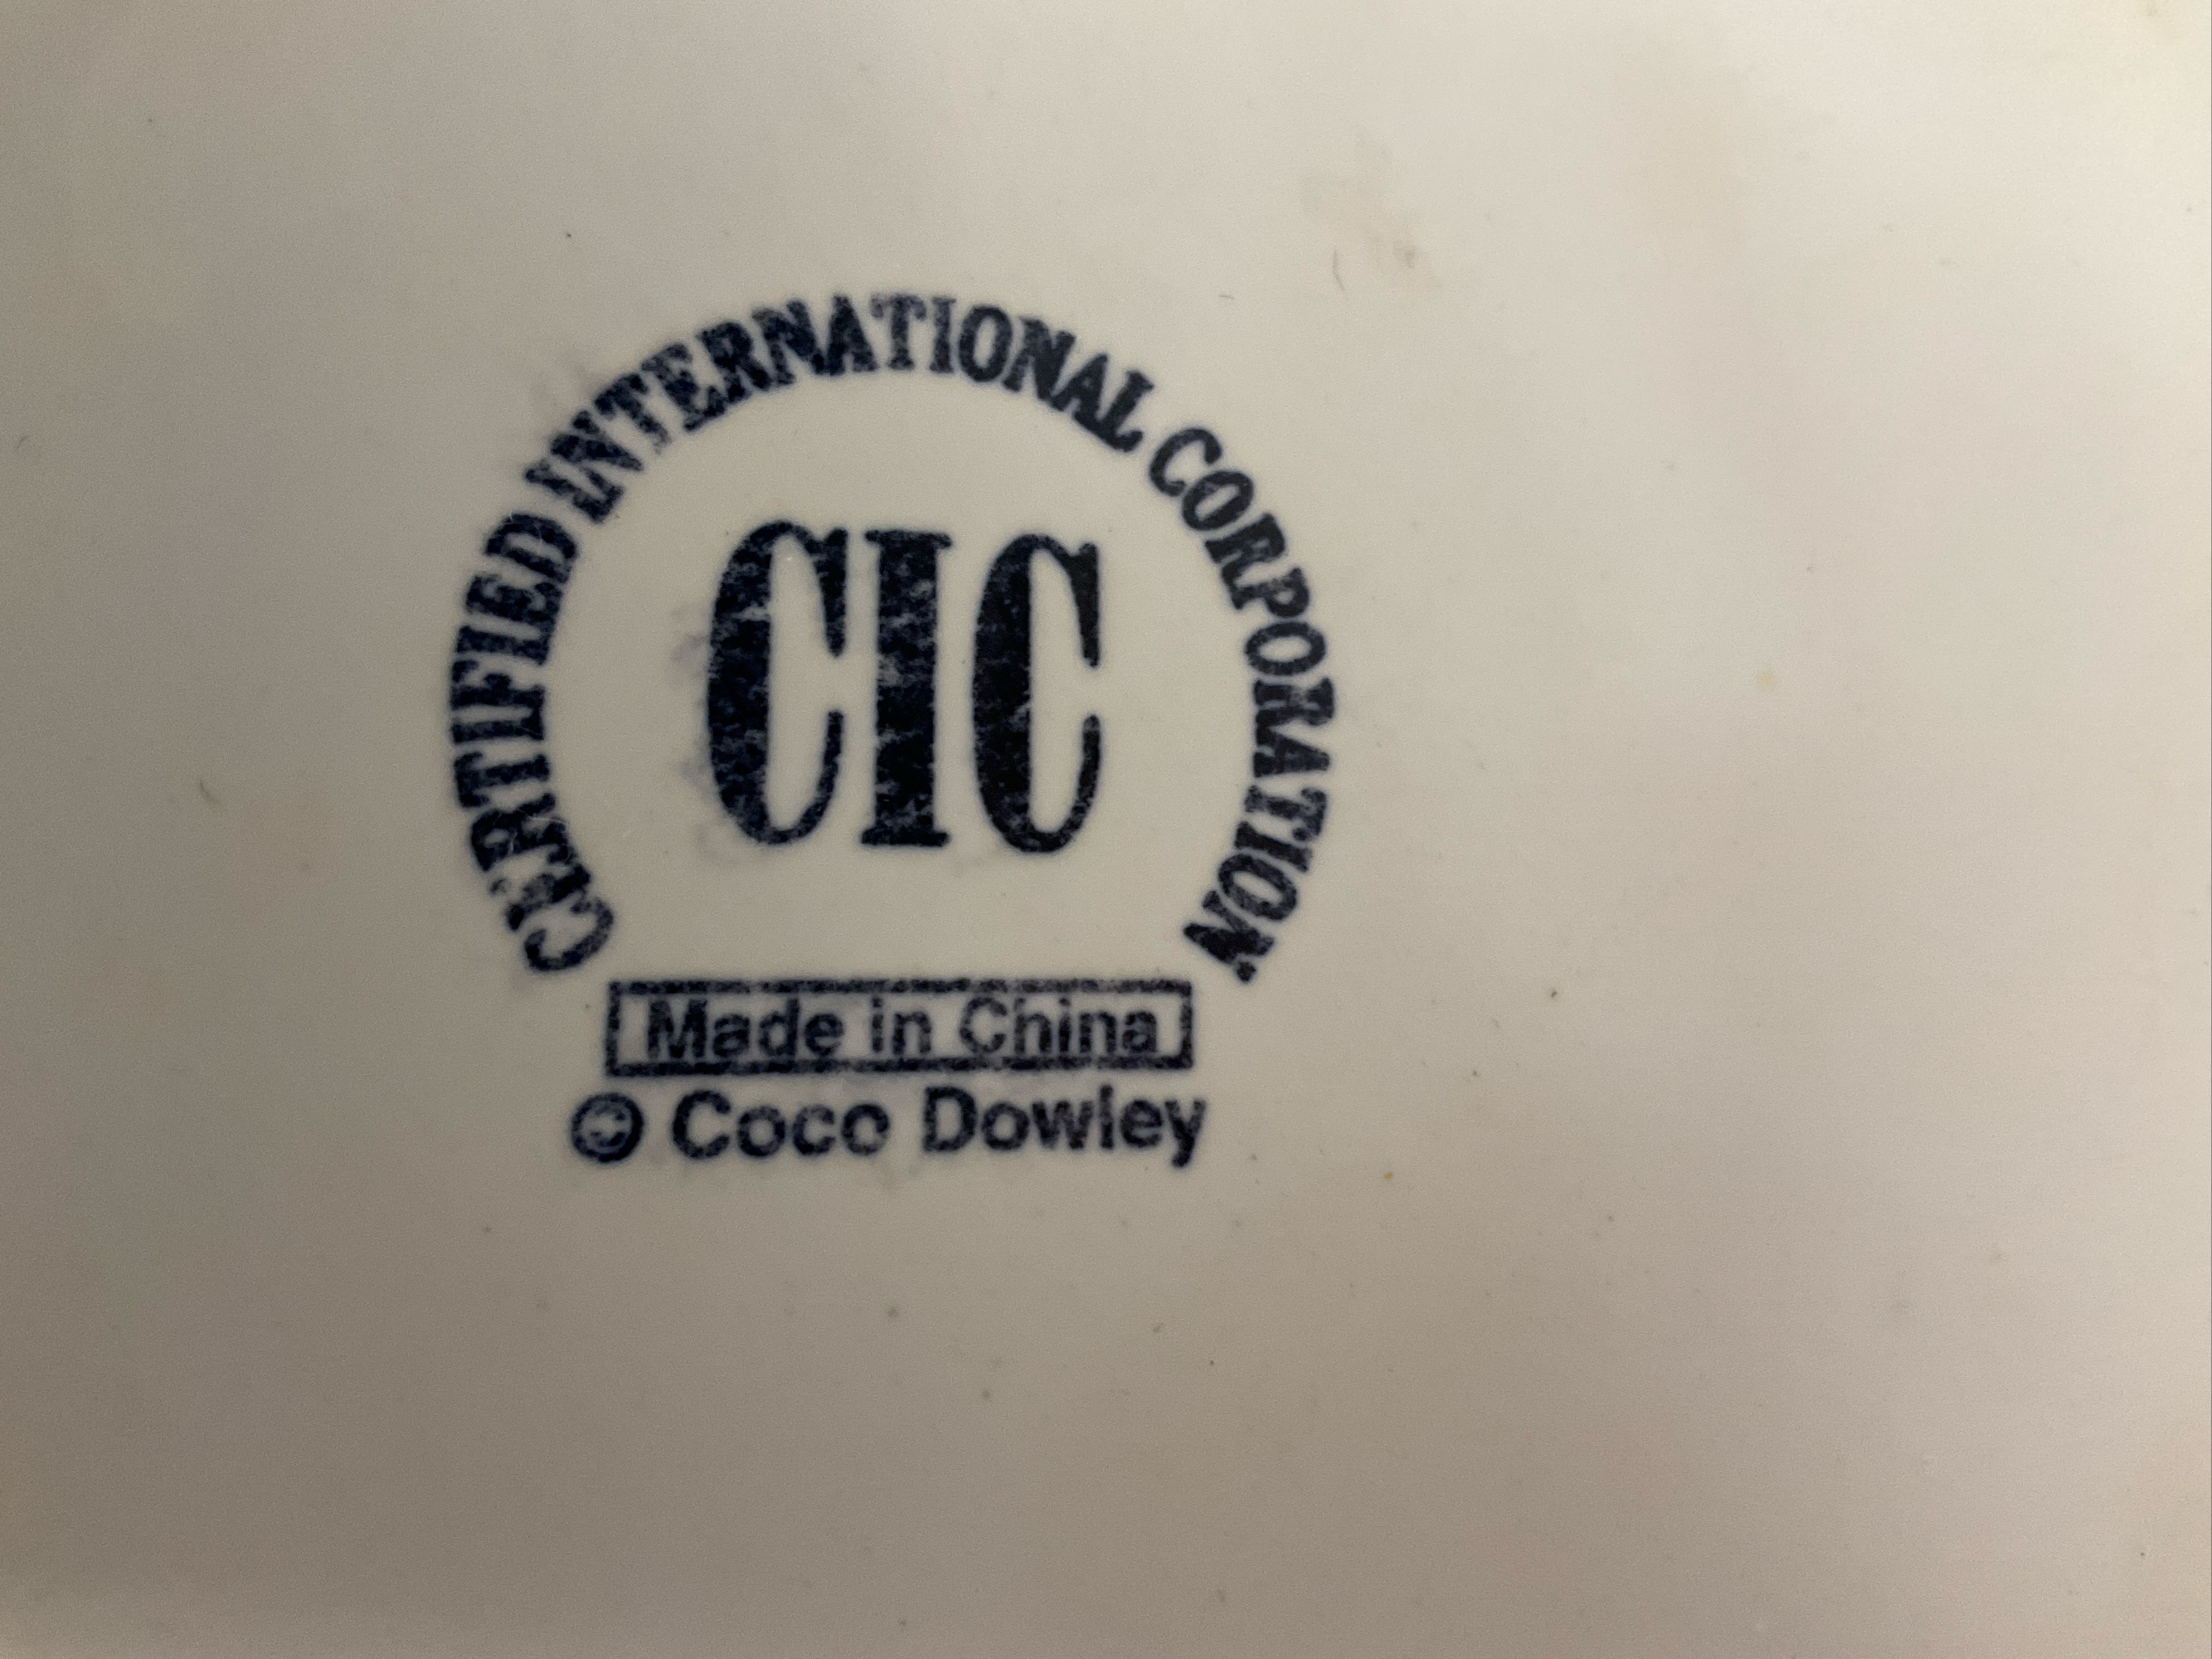 CERTIFIED INTERNATIONAL CORPORATION
CIC
Made in China
© Coco Dowley